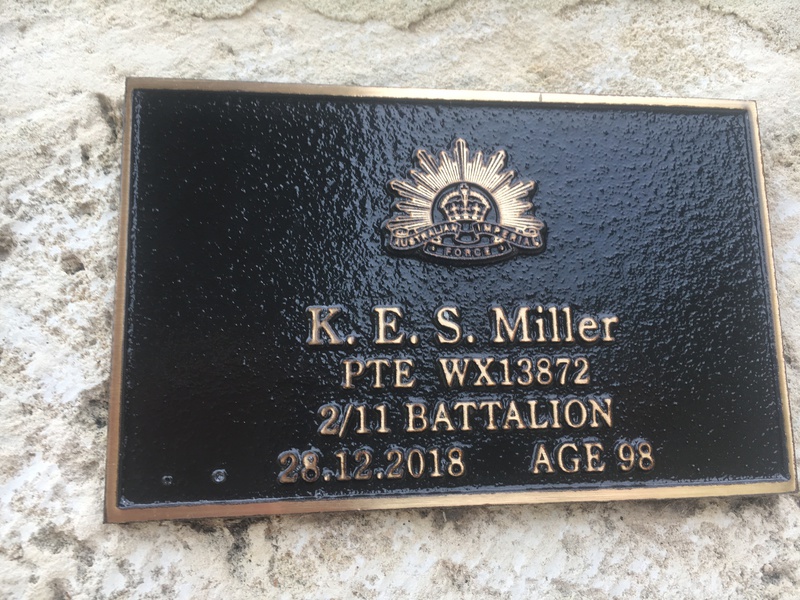 AUSTRALIAN IMPERIAL
FORCE
K. E. S. Miller
PTE WX13872
2/11 BATTALION
28.12.2018 AGE 98